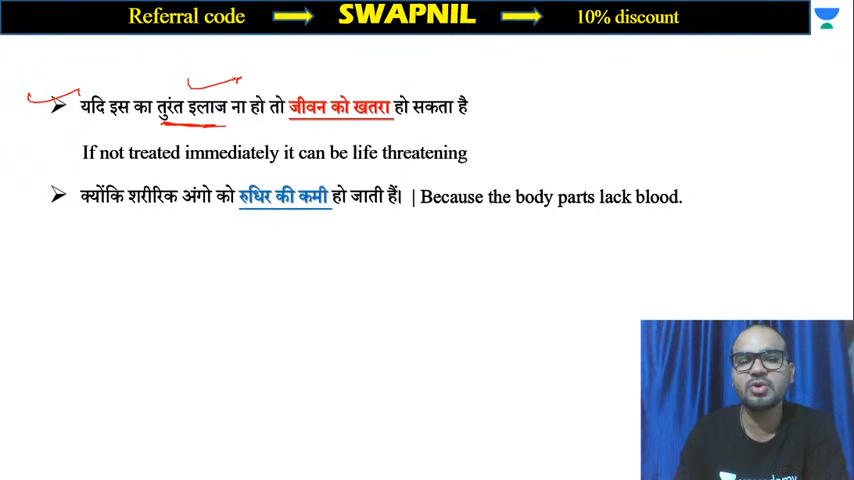 Referral code SWAPNIL 10% discount
यदि इस का तुरंत इलाज ना हो तो जीवन को खतरा हो सकता है
If not treated immediately it can be life threatening
क्योंकि शरीरिक अंगो को रुधिर की कमी हो जाती हैं। | Because the body parts lack blood.